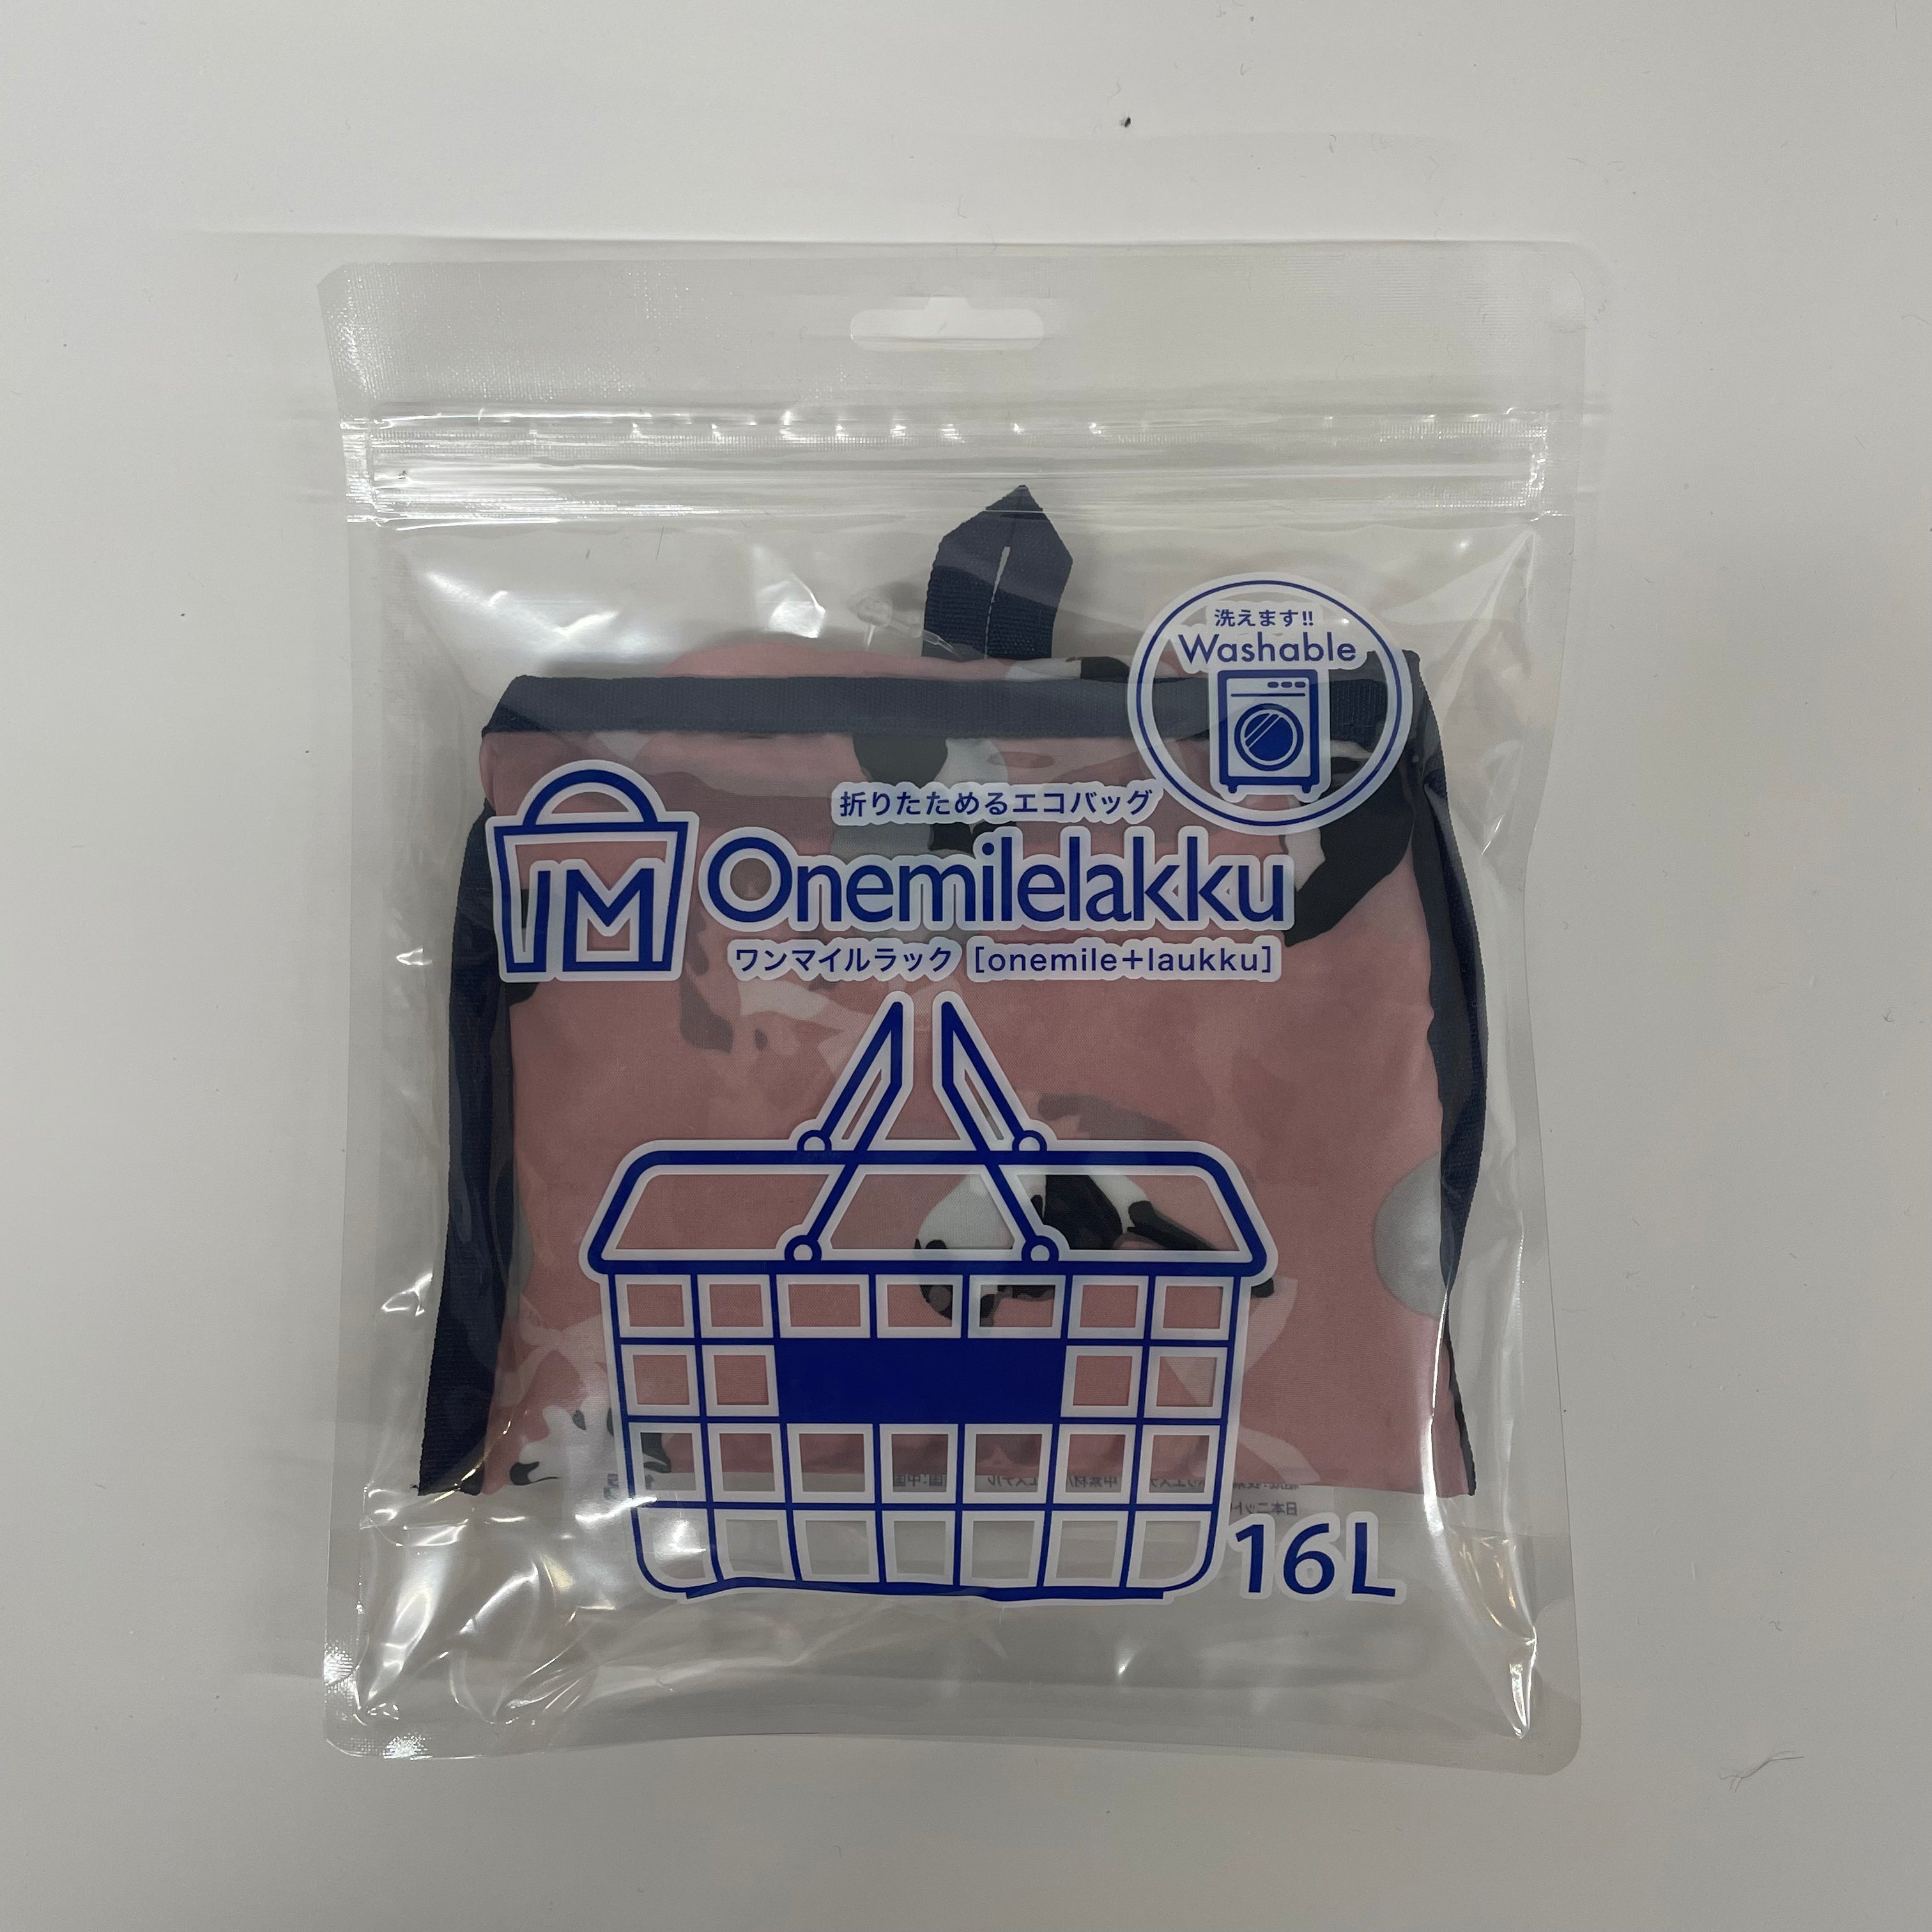 洗えます!!
Washable
折りたためるエコバッグ
1M
Onemilelakku
ワンマイルラック [onemile+laukku]
16L